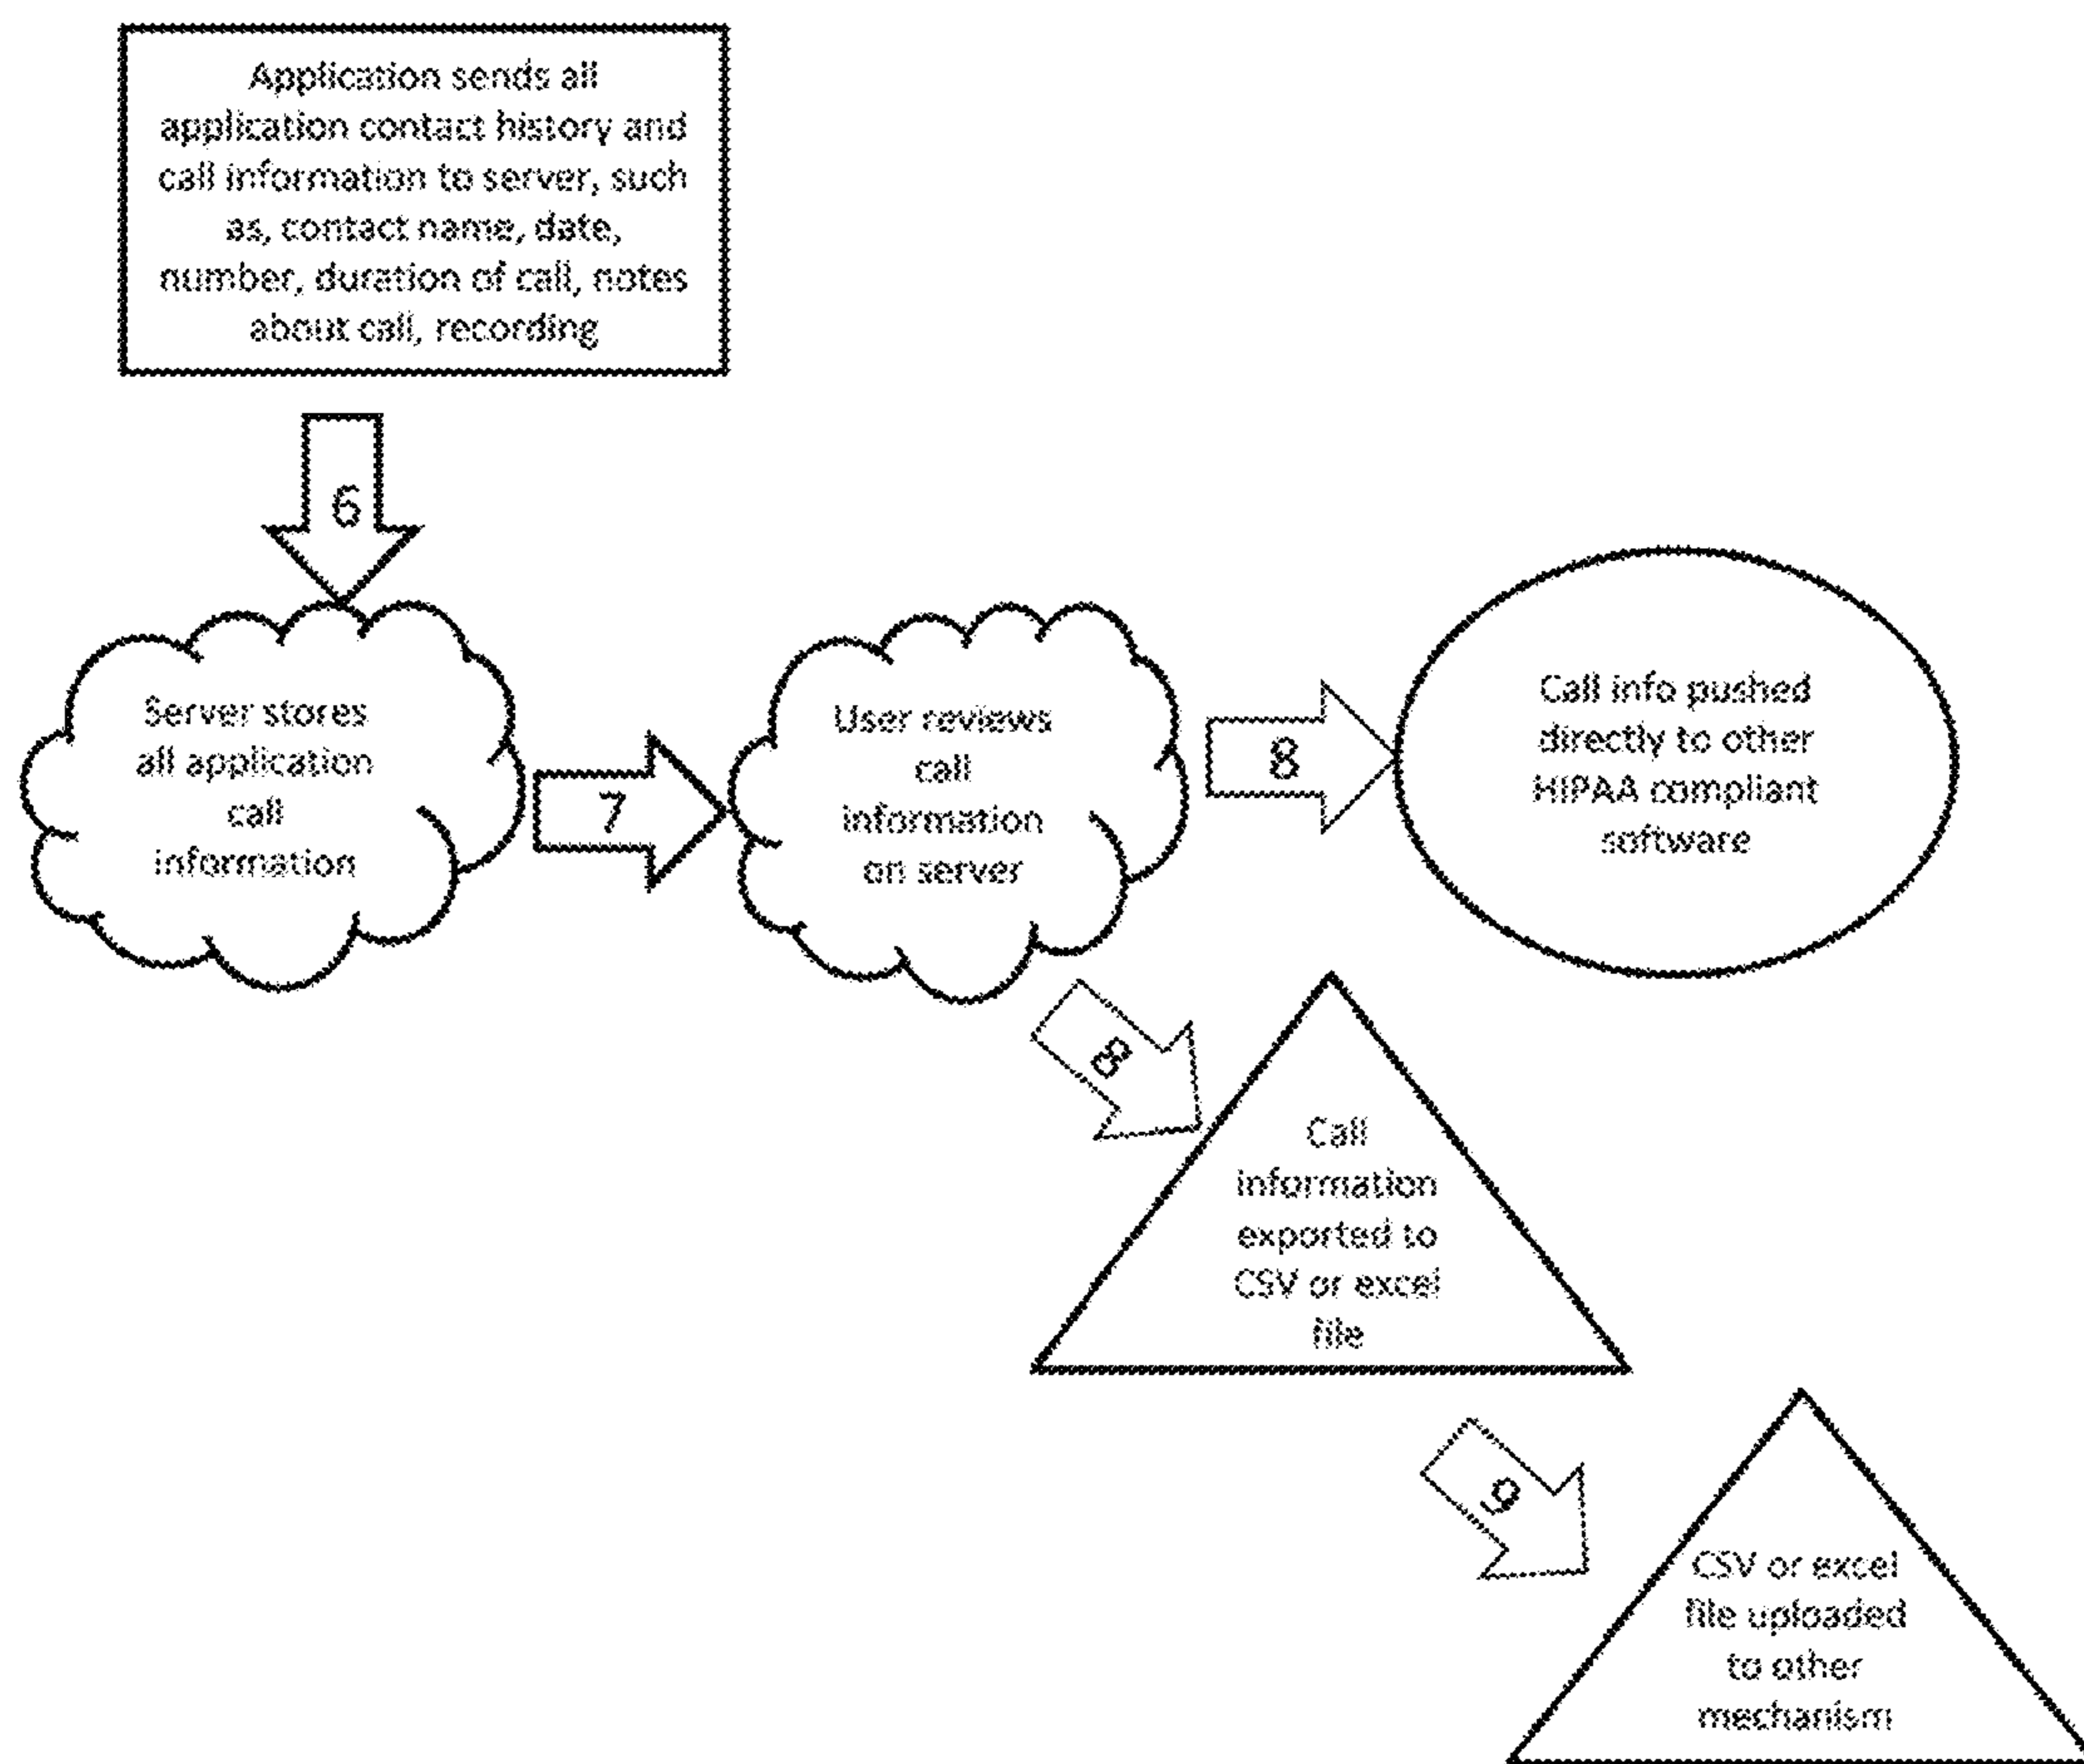 Application sends all
application contact history and
call information to server, such
as, contact name, date,
number, duration of call, notes
about call, recording
6
Server stores
all application
call
information
7
User reviews
call
information
on server
8
Call info pushed
directly to other
HIPAA compliant
software
8
Call
information
exported to
CSV or excel
file
9
CSV or excel
file uploaded
to other
mechanism